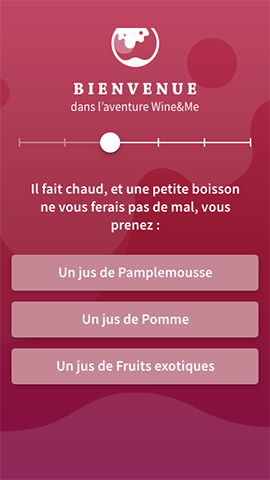 BIENVENUE
dans l'aventure Wine&Me
Il fait chaud, et une petite boisson
ne vous ferais pas de mal, vous
prenez :
Un jus de Pamplemousse
Un jus de Pomme
Un jus de Fruits exotiques